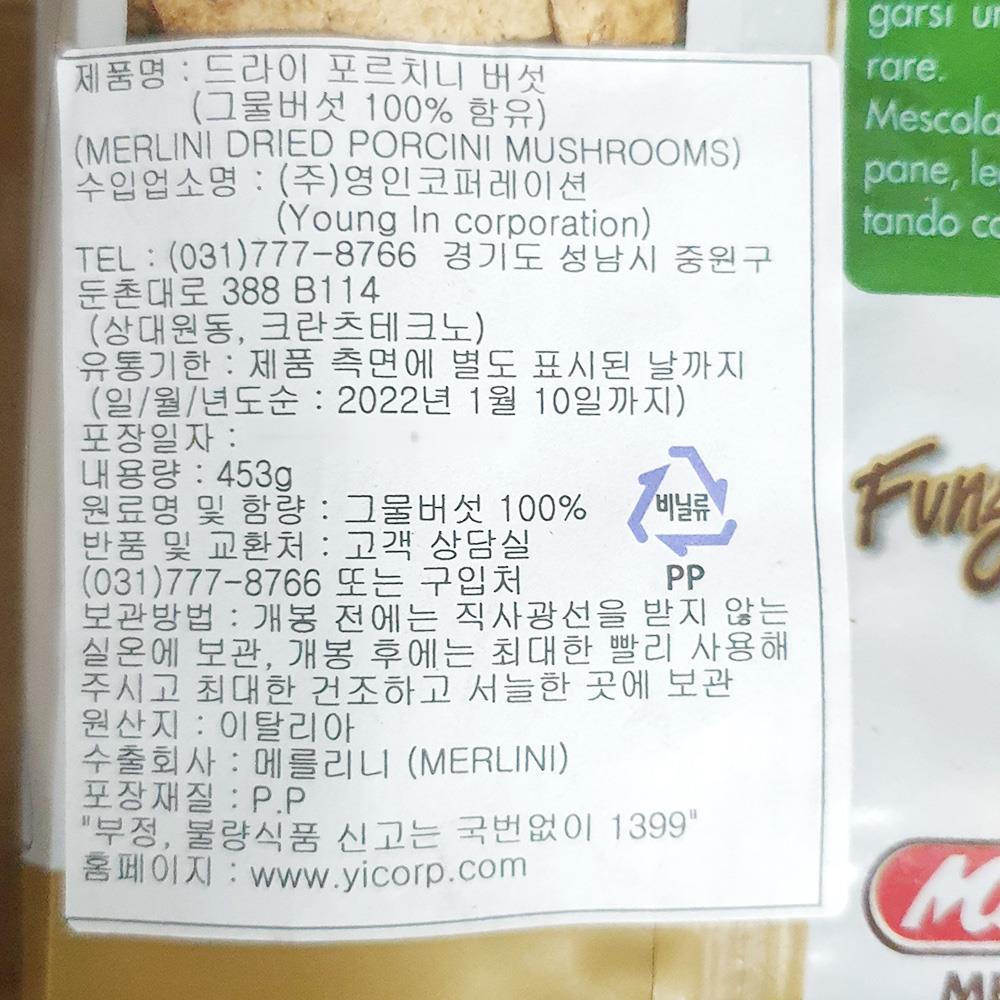 제품명 : 드라이 포르치니 버섯
(그물버섯 100% 함유)
(MERLINI DRIED PORCINI MUSHROOMS)
수입업소명 : (주)영인코퍼레이션
(Young In corporation)
TEL : (031)777-8766 경기도 성남시 중원구
둔촌대로 388 B114
(상대원동, 크란츠테크노)
유통기한 : 제품 측면에 별도 표시된 날까지
(일/월/년도순 : 2022년 1월 10일까지)
포장일자 :
내용량 : 453g
원료명 및 함량 : 그물버섯 100%
반품 및 교환처 : 고객 상담실
(031)777-8766 또는 구입처
보관방법 : 개봉 전에는 직사광선을 받지 않는
실온에 보관, 개봉 후에는 최대한 빨리 사용해
주시고 최대한 건조하고 서늘한 곳에 보관
원산지 : 이탈리아
수출회사 : 메를리니 (MERLINI)
포장재질 : P.P
"부정, 불량식품 신고는 국번없이 1399"
홈페이지 : www.yicorp.com
비닐류
PP
garsi
rare.
Mescola
pane,
tando